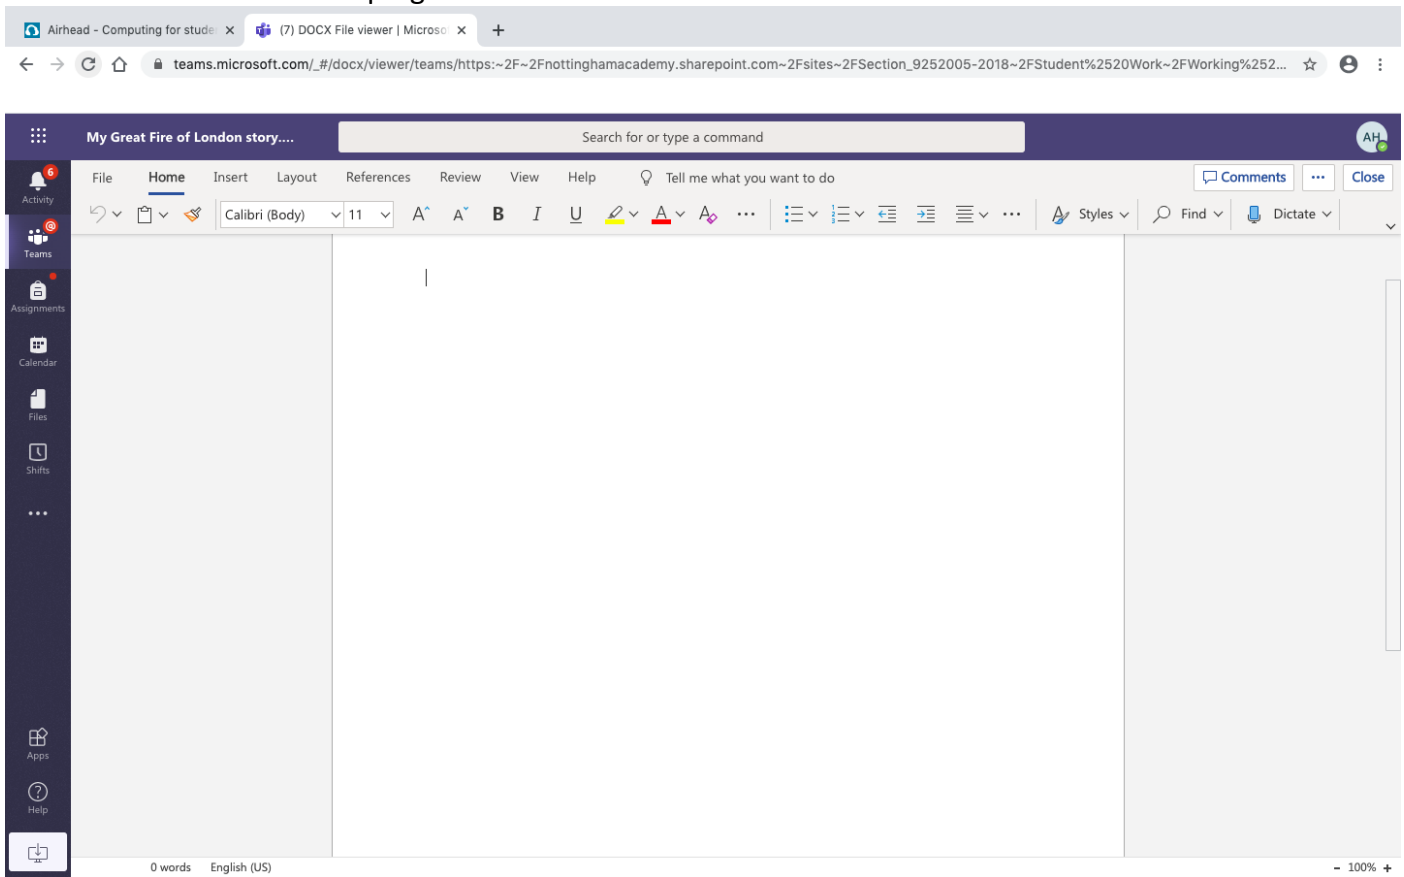 Airhead - Computing for stude
(7) DOCX File viewer | Microso
teams.microsoft.com/_#/docx/viewer/teams/https:~2F~2Fnottinghamacademy.sharepoint.com~2Fsites~2FSection_9252005-2018~2FStudent%2520Work~2FWorking%252...
My Great Fire of London story.... Search for or type a command AH
File Home Insert Layout References Review View Help Tell me what you want to do Comments Close
Calibri (Body) 11 A A B I U A A Styles Find Dictate
6
Activity
Teams
Assignments
Calendar
Files
Shifts
Apps
Help
0 words English (US) - 100% +